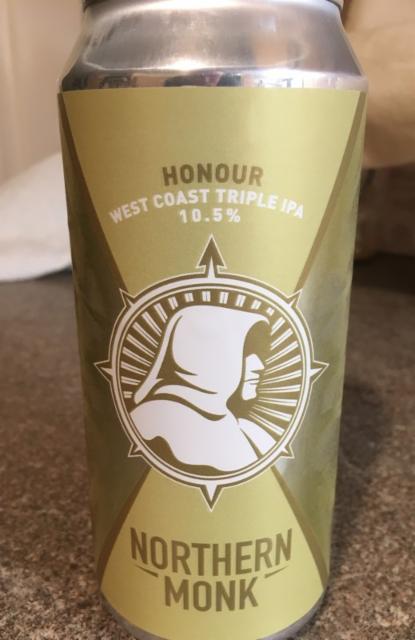 HONOUR
WEST COAST TRIPLE IPA
10.5%
NORTHERN
MONK